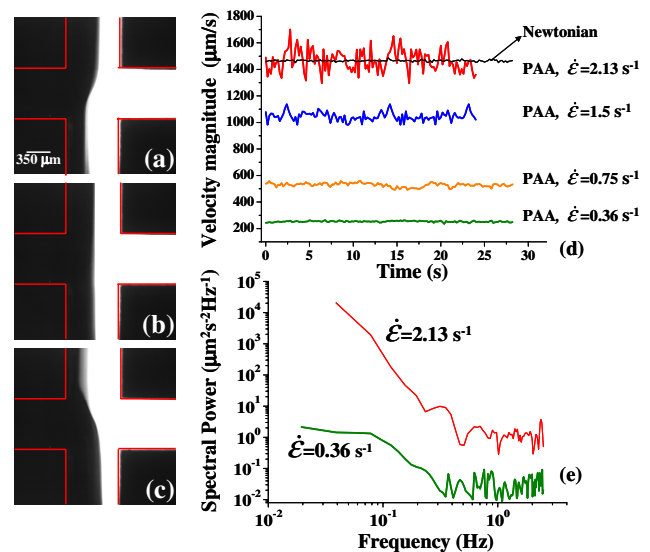 350 μm
(a)
(b)
(c)
Velocity magnitude (μm/s)
1800
1600
1400
1200
1000
800
600
400
200
0 5 10 15 20 25 30
Time (s)
Newtonian
PAA, ε̇=2.13 s⁻¹
PAA, ε̇=1.5 s⁻¹
PAA, ε̇=0.75 s⁻¹
PAA, ε̇=0.36 s⁻¹
(d)
Spectral Power (μm²s⁻²Hz⁻¹)
10⁵
10⁴
10³
10²
10¹
10⁰
10⁻¹
10⁻²
10⁻² 10⁻¹ 10⁰
Frequency (Hz)
ε̇=2.13 s⁻¹
ε̇=0.36 s⁻¹
(e)